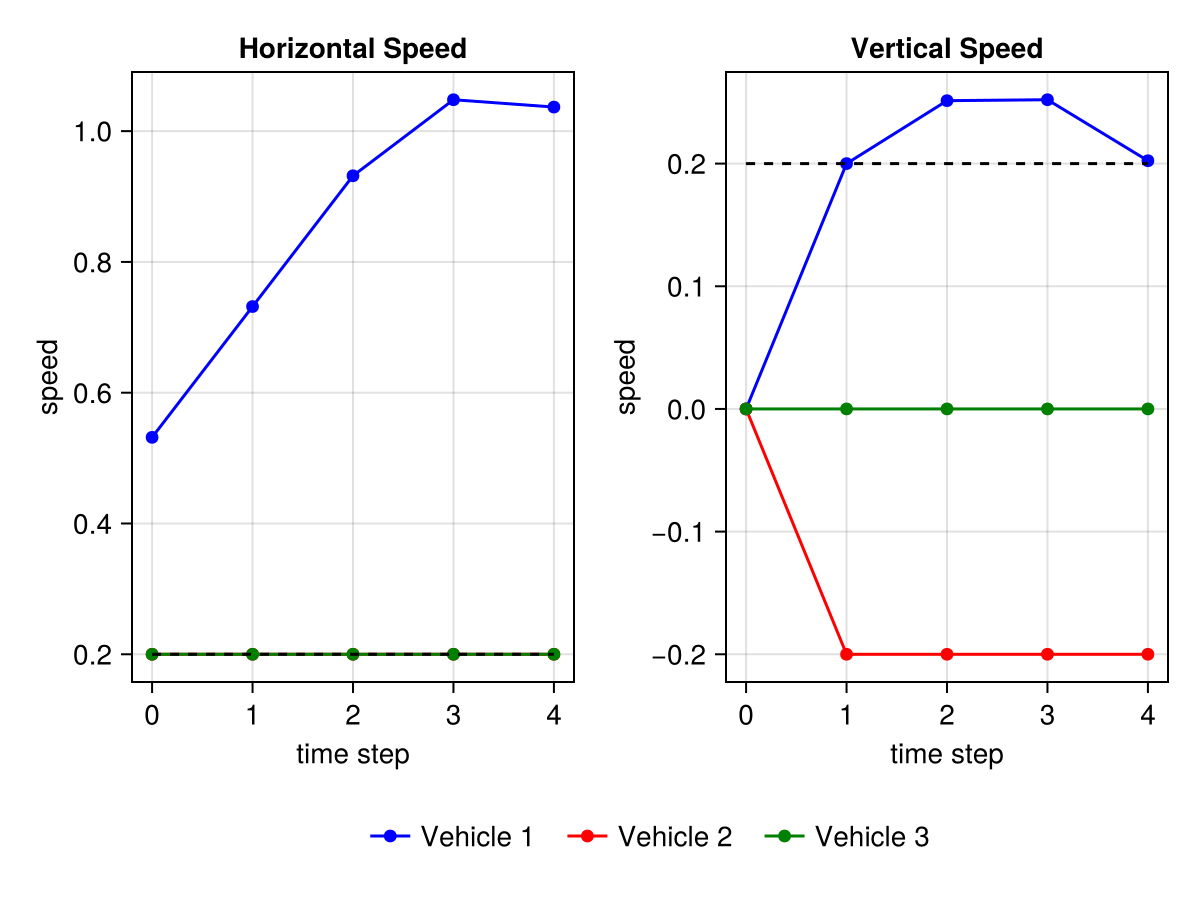 Horizontal Speed
Vertical Speed
1.0
0.8
0.6
0.4
0.2
speed
0 1 2 3 4
time step
0.2
0.1
0.0
−0.1
−0.2
speed
0 1 2 3 4
time step
Vehicle 1 Vehicle 2 Vehicle 3